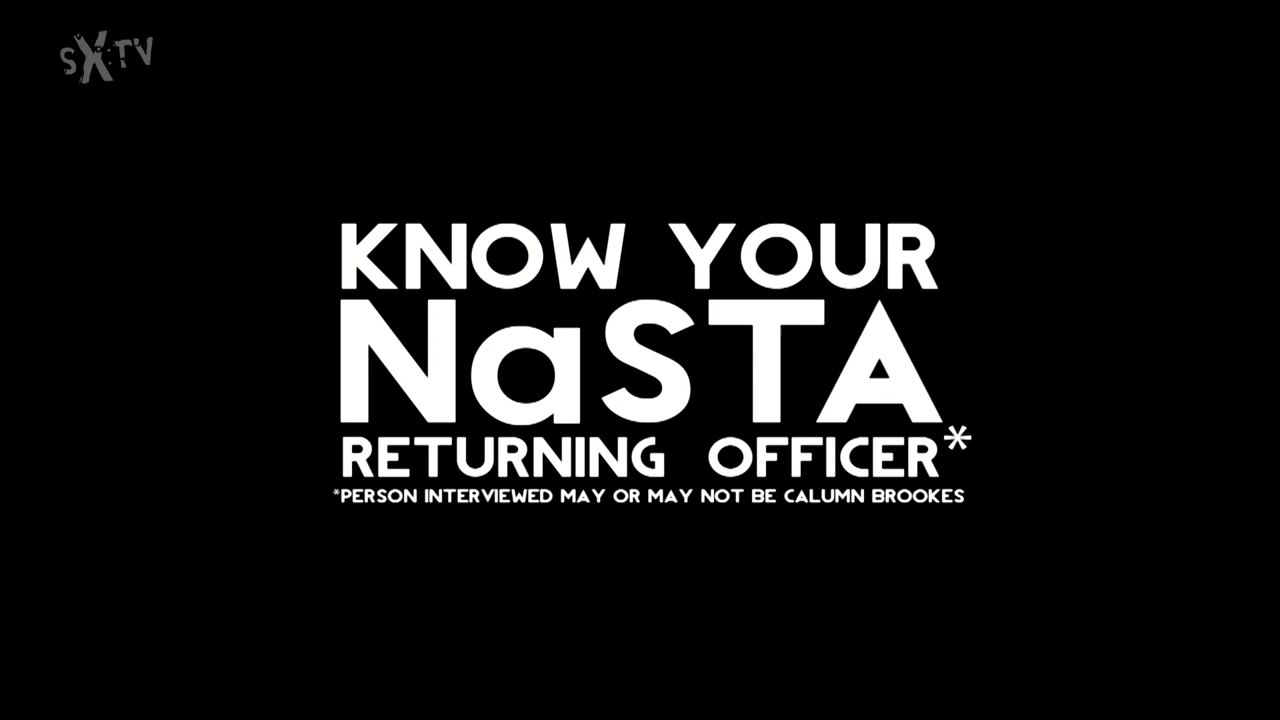 SXTV
KNOW YOUR
NaSTA
RETURNING OFFICER*
*PERSON INTERVIEWED MAY OR MAY NOT BE CALUMN BROOKES